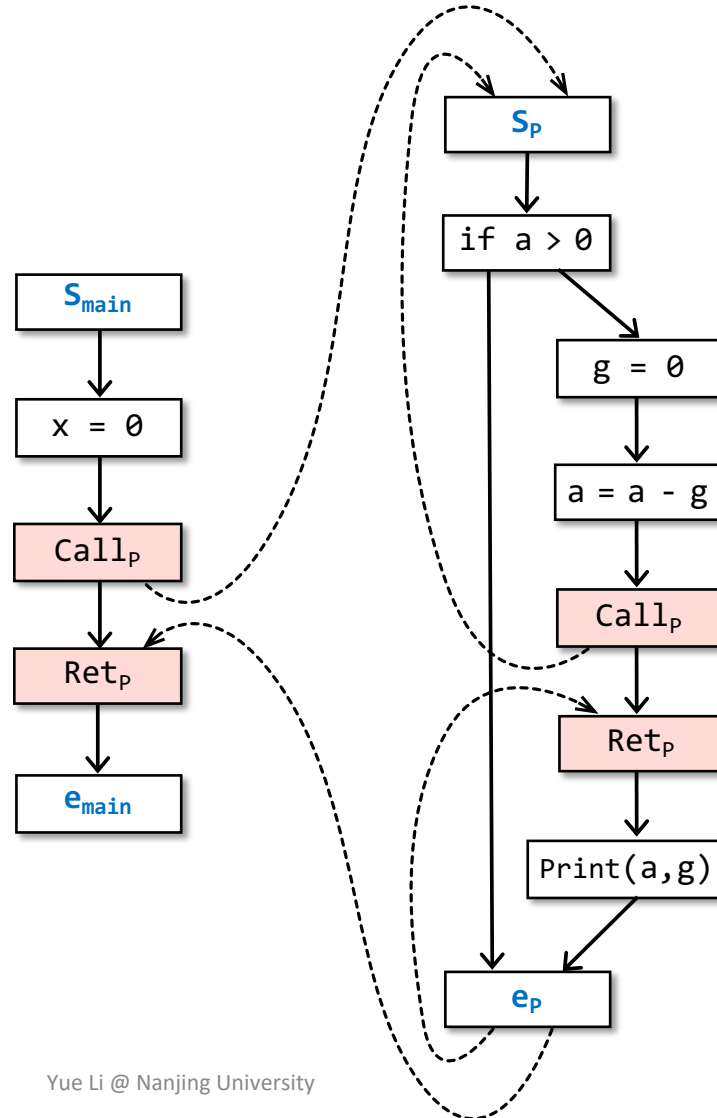 S_main
x = 0
Call_P
Ret_P
e_main
S_P
if a > 0
g = 0
a = a - g
Call_P
Ret_P
Print(a,g)
e_P
Yue Li @ Nanjing University